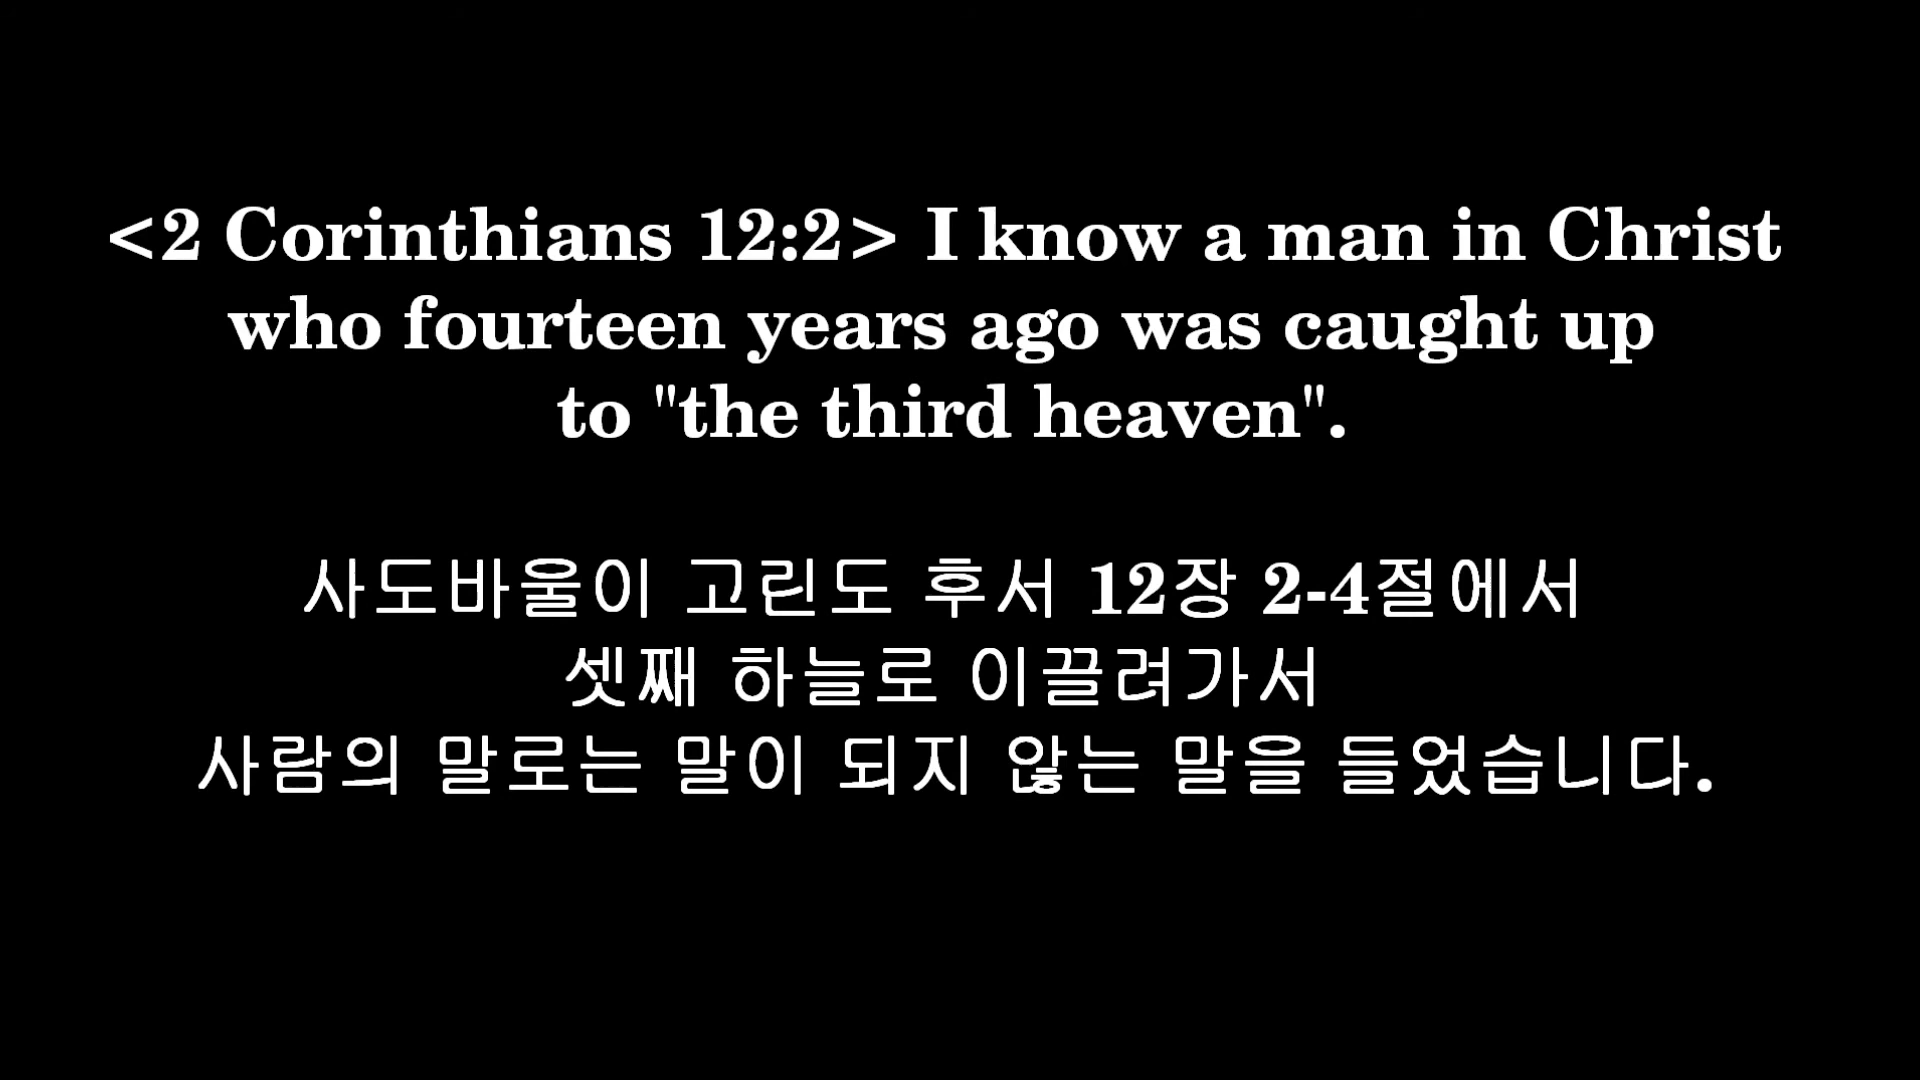 <2 Corinthians 12:2> I know a man in Christ
who fourteen years ago was caught up
to "the third heaven".
사도바울이 고린도 후서 12장 2-4절에서
셋째 하늘로 이끌려가서
사람의 말로는 말이 되지 않는 말을 들었습니다.